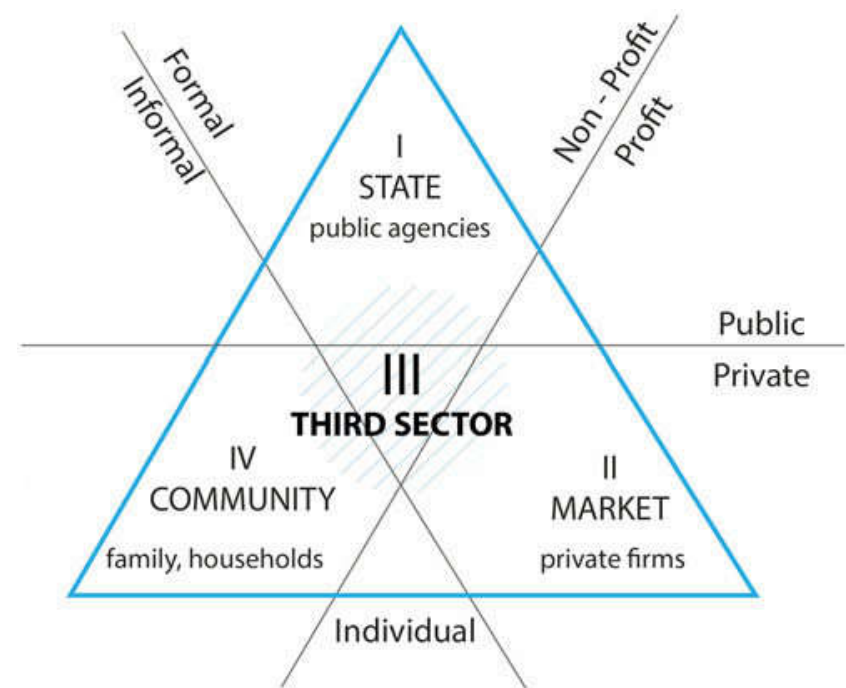 Formal
Informal
Non - Profit
Profit
I
STATE
public agencies
Public
Private
III
THIRD SECTOR
IV
COMMUNITY
family, households
II
MARKET
private firms
Individual